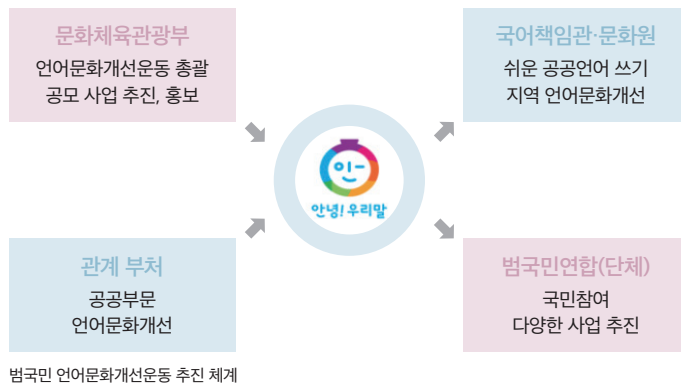 문화체육관광부
언어문화개선운동 총괄
공모 사업 추진, 홍보
국어책임관·문화원
쉬운 공공언어 쓰기
지역 언어문화개선
안녕! 우리말
관계 부처
공공부문
언어문화개선
범국민연합(단체)
국민참여
다양한 사업 추진
범국민 언어문화개선운동 추진 체계